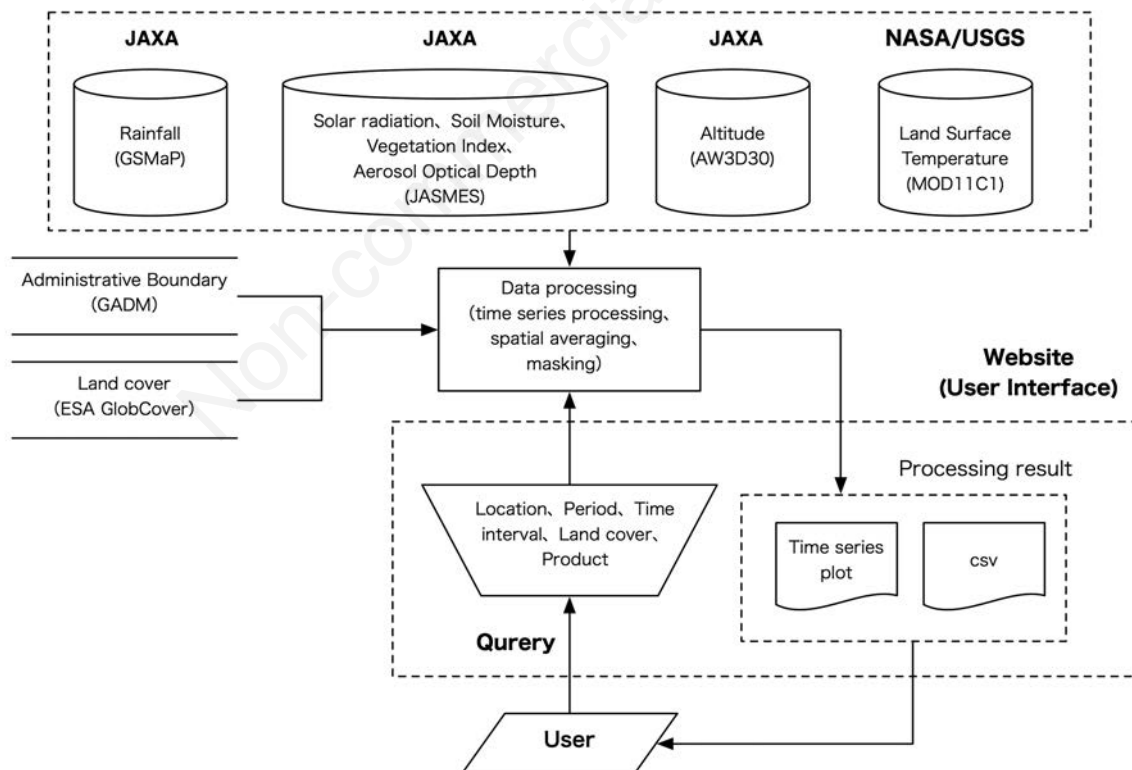 JAXA
JAXA
JAXA
NASA/USGS
Rainfall
(GSMaP)
Solar radiation、Soil Moisture、
Vegetation Index、
Aerosol Optical Depth
(JASMES)
Altitude
(AW3D30)
Land Surface
Temperature
(MOD11C1)
Administrative Boundary
(GADM)
Land cover
(ESA GlobCover)
Data processing
(time series processing、
spatial averaging、
masking)
Website
(User Interface)
Processing result
Location、Period、Time
interval、Land cover、
Product
Time series
plot
csv
Qurery
User
Non-commercial